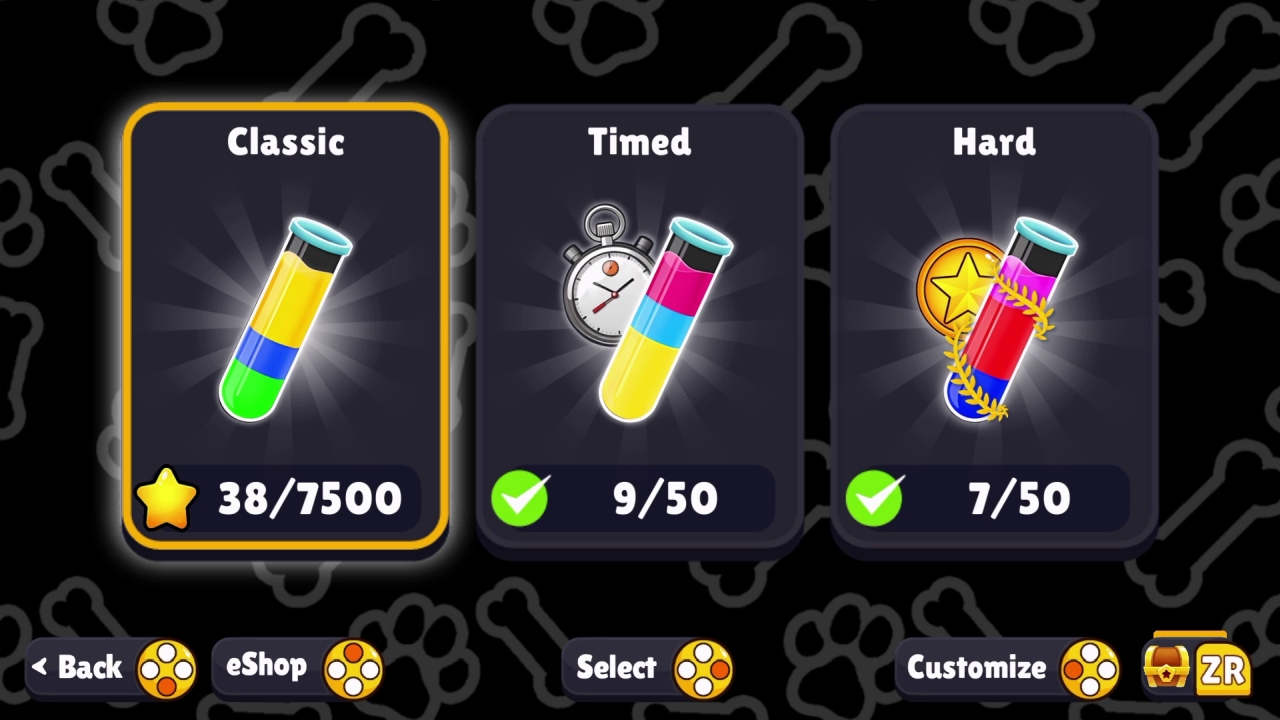 Classic
Timed
Hard
38/7500
9/50
7/50
< Back
eShop
Select
Customize
ZR